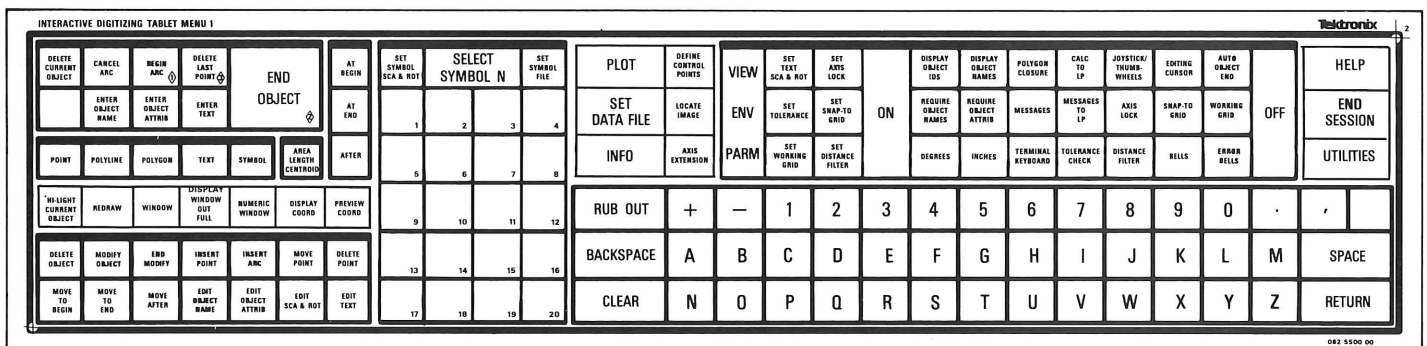 INTERACTIVE DIGITIZING TABLET MENU 1
Tektronix
2
DELETE CURRENT OBJECT
CANCEL ARC
BEGIN ARC
DELETE LAST POINT
END OBJECT
AT BEGIN
ENTER OBJECT NAME
ENTER OBJECT ATTRIB
ENTER TEXT
AT END
POINT
POLYLINE
POLYGON
TEXT
SYMBOL
AREA LENGTH CENTROID
AFTER
HI-LIGHT CURRENT OBJECT
REDRAW
WINDOW
DISPLAY WINDOW OUT FULL
NUMERIC WINDOW
DISPLAY COORD
PREVIEW COORD
DELETE OBJECT
MODIFY OBJECT
END MODIFY
INSERT POINT
INSERT ARC
MOVE POINT
DELETE POINT
MOVE TO BEGIN
MOVE TO END
MOVE AFTER
EDIT OBJECT NAME
EDIT OBJECT ATTRIB
EDIT SCA & ROT
EDIT TEXT
SET SYMBOL SCA & ROT
SELECT SYMBOL N
SET SYMBOL FILE
1 2 3 4
5 6 7 8
9 10 11 12
13 14 15 16
17 18 19 20
PLOT
DEFINE CONTROL POINTS
SET DATA FILE
LOCATE IMAGE
INFO
AXIS EXTENSION
VIEW
SET TEXT SCA & ROT
SET AXIS LOCK
ENV
SET TOLERANCE
SET SNAP-TO GRID
PARM
SET WORKING GRID
SET DISTANCE FILTER
ON
DISPLAY OBJECT IDS
DISPLAY OBJECT NAMES
POLYGON CLOSURE
CALC TO LP
JOYSTICK/ THUMB- WHEELS
EDITING CURSOR
AUTO OBJECT END
REQUIRE OBJECT NAMES
REQUIRE OBJECT ATTRIB
MESSAGES
MESSAGES TO LP
AXIS LOCK
SNAP-TO GRID
WORKING GRID
DEGREES
INCHES
TERMINAL KEYBOARD
TOLERANCE CHECK
DISTANCE FILTER
BELLS
ERROR BELLS
OFF
HELP
END SESSION
UTILITIES
RUB OUT + — 1 2 3 4 5 6 7 8 9 0 . ,
BACKSPACE A B C D E F G H I J K L M SPACE
CLEAR N O P Q R S T U V W X Y Z RETURN
062 5500 00